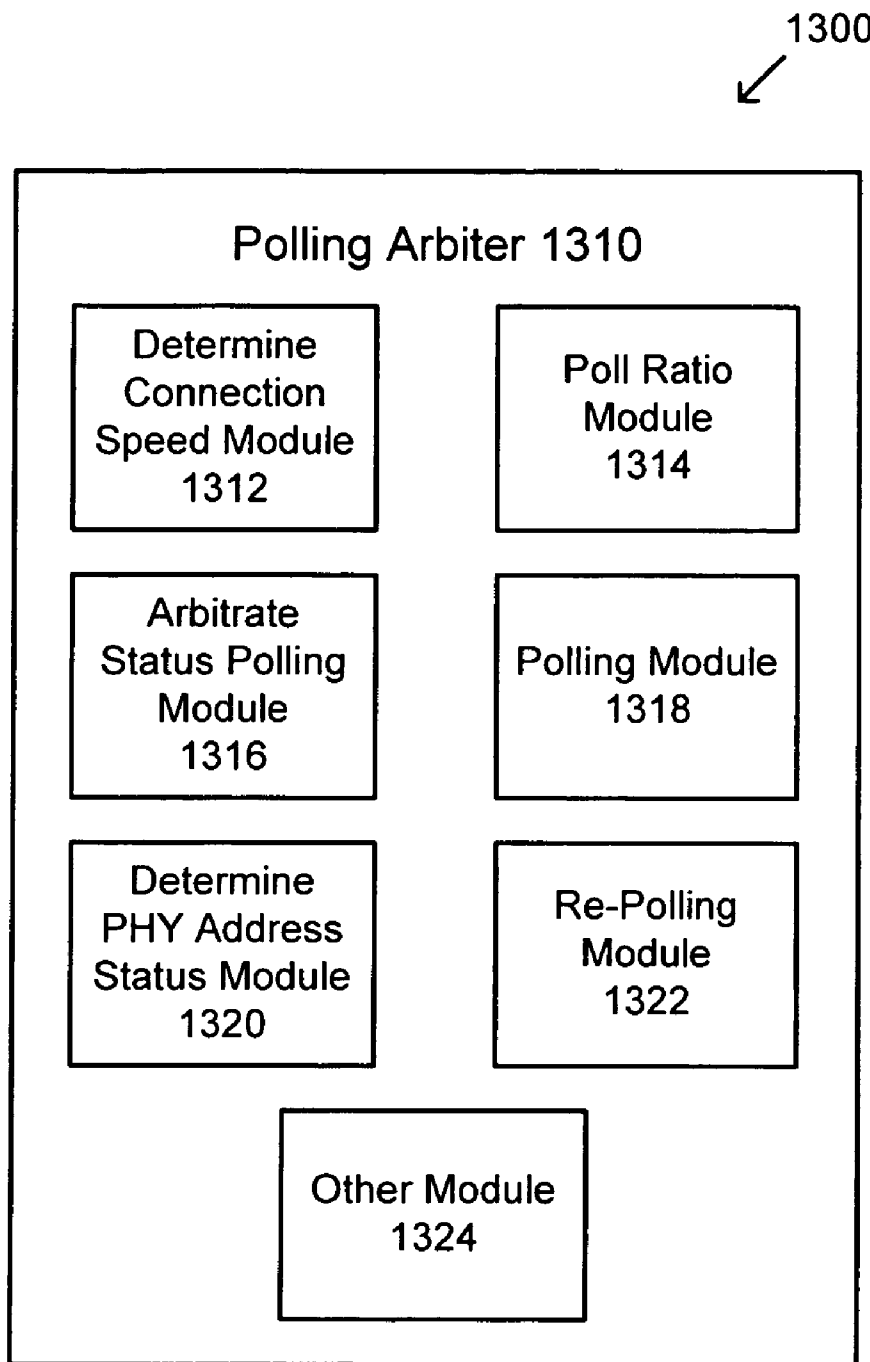 1300
Polling Arbiter 1310
Determine
Connection
Speed Module
1312
Poll Ratio
Module
1314
Arbitrate
Status Polling
Module
1316
Polling Module
1318
Determine
PHY Address
Status Module
1320
Re-Polling
Module
1322
Other Module
1324